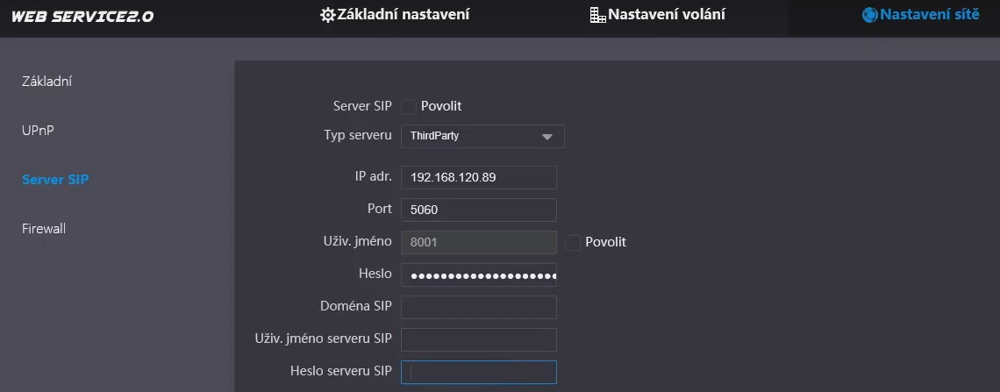 WEB SERVICE2.0
Základní nastavení
Nastavení volání
Nastavení sítě
Základní
UPnP
Server SIP
Firewall
Server SIP Povolit
Typ serveru ThirdParty
IP adr. 192.168.120.89
Port 5060
Uživ. jméno 8001 Povolit
Heslo ●●●●●●●●●●●●●●●●●●●●
Doména SIP
Uživ. jméno serveru SIP
Heslo serveru SIP